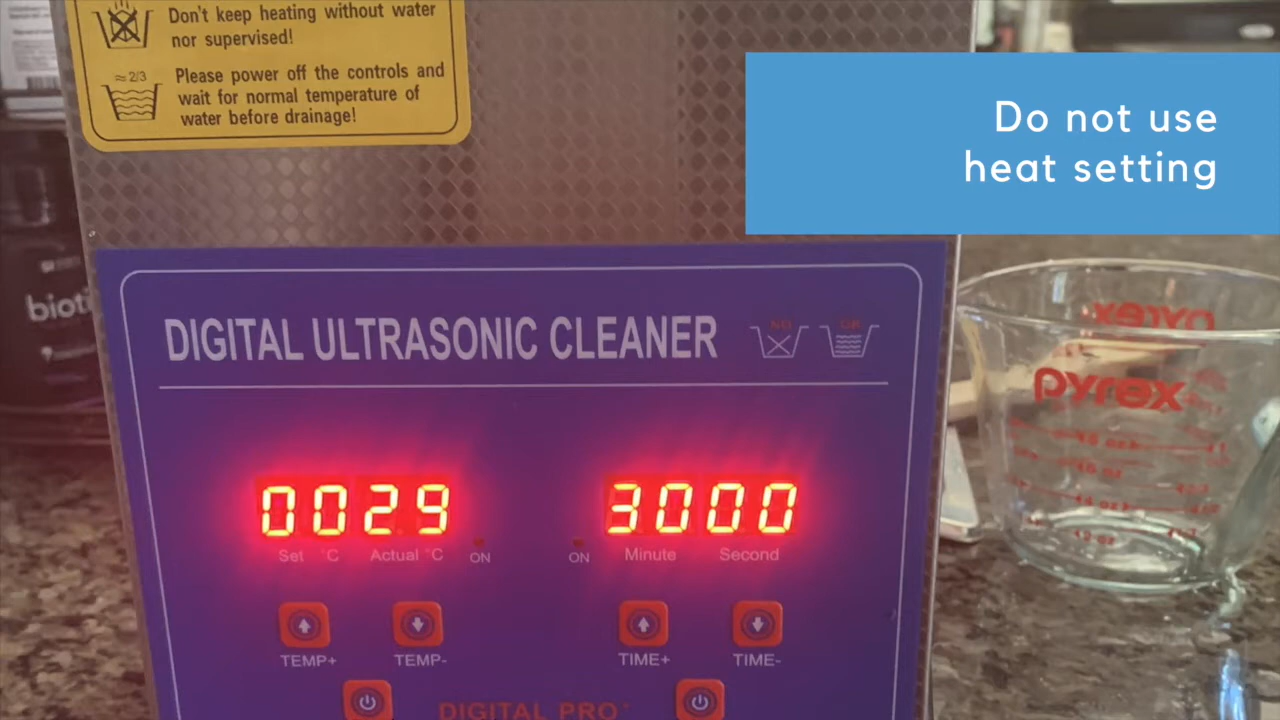 Don't keep heating without water
nor supervised!
≈2/3
Please power off the controls and
wait for normal temperature of
water before drainage!
Do not use
heat setting
DIGITAL ULTRASONIC CLEANER
NO
OR
pyrex
pyrex
0029
3000
Set °C Actual °C ON
ON Minute Second
TEMP+ TEMP-
TIME+ TIME-
DIGITAL PRO+